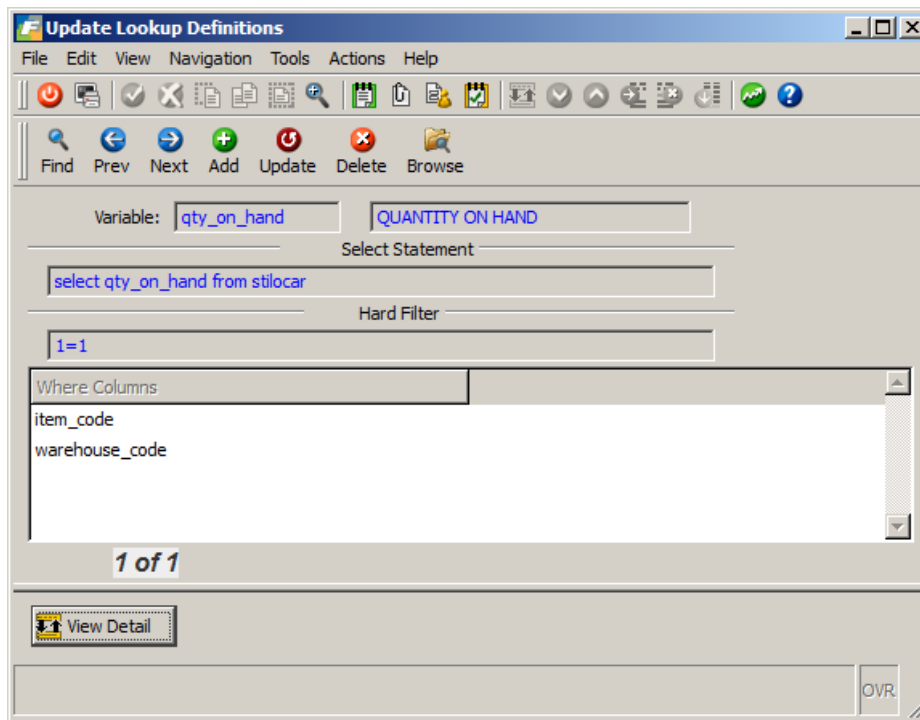 Update Lookup Definitions
File Edit View Navigation Tools Actions Help
Find Prev Next Add Update Delete Browse
Variable: qty_on_hand QUANTITY ON HAND
Select Statement
select qty_on_hand from stilocar
Hard Filter
1=1
Where Columns
item_code
warehouse_code
1 of 1
View Detail
OVR